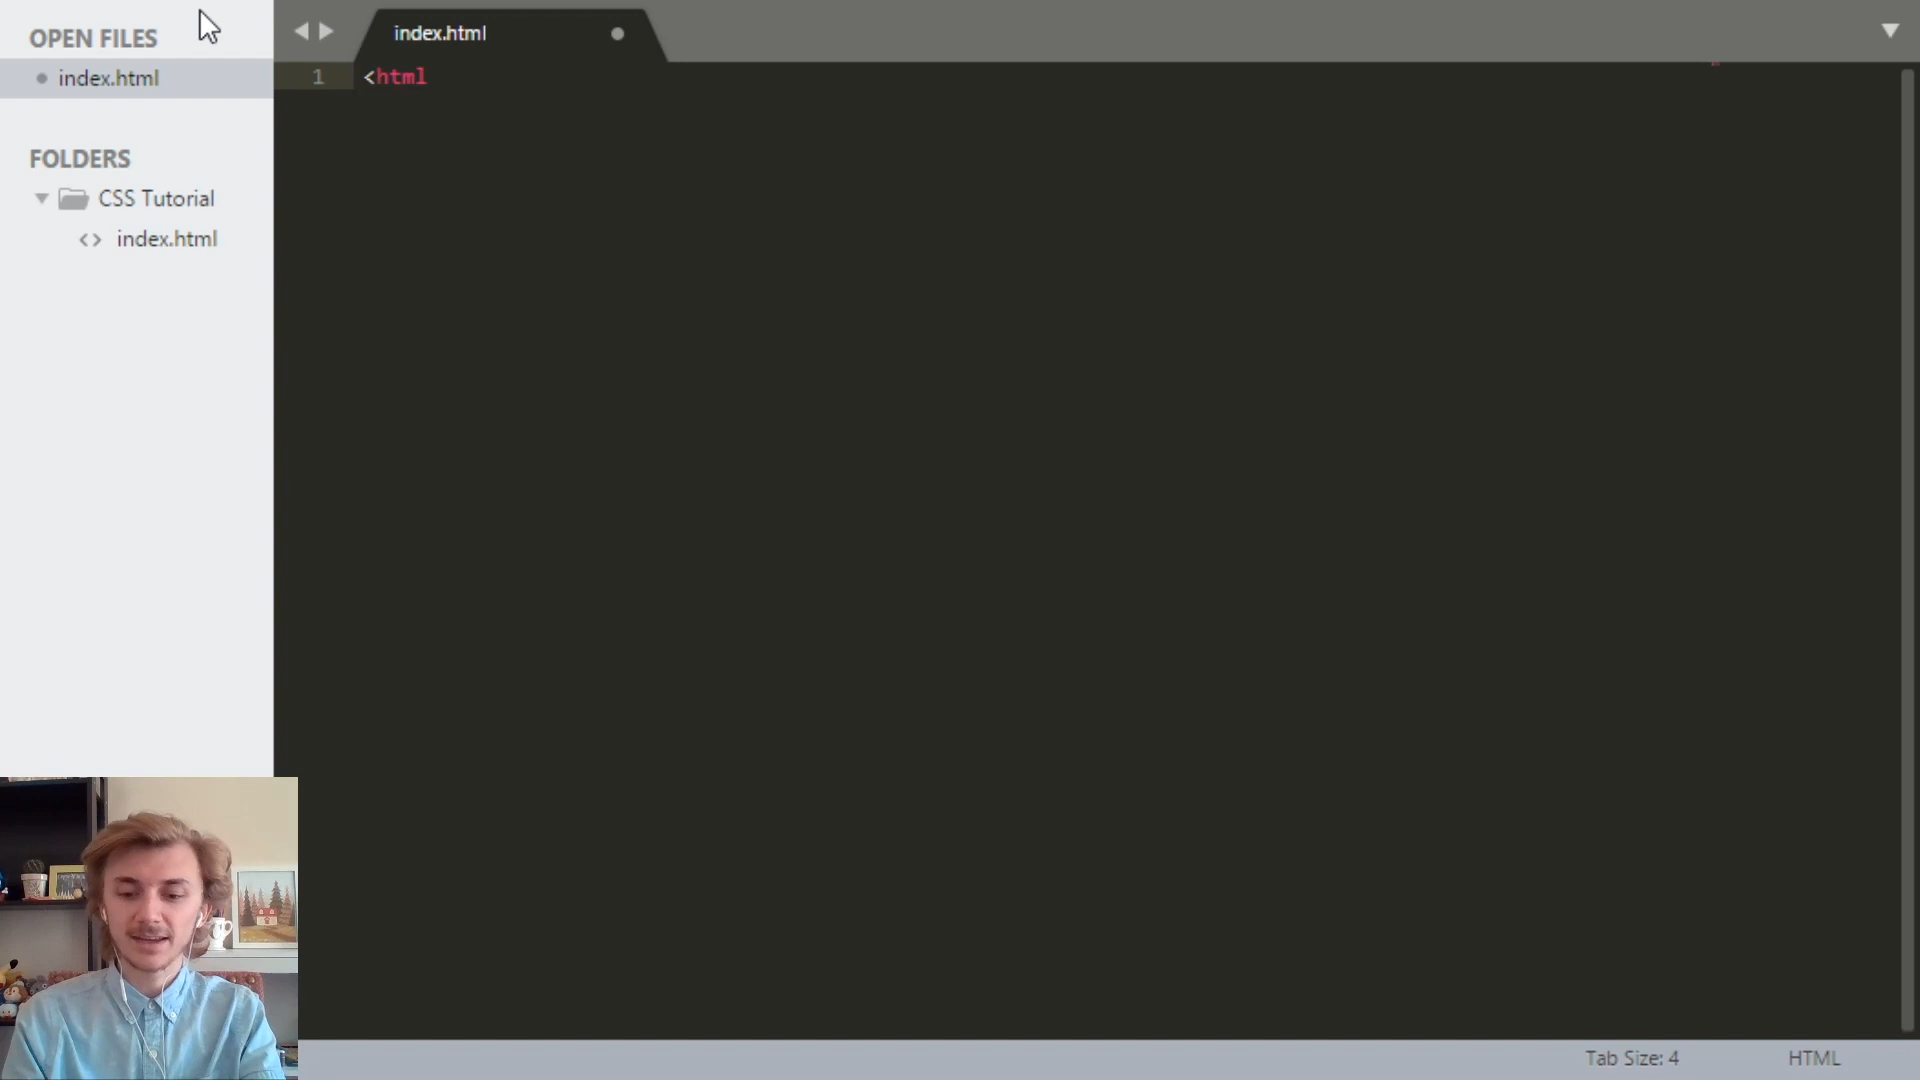 OPEN FILES
index.html
FOLDERS
CSS Tutorial
<> index.html
index.html
1 <html
Tab Size: 4
HTML